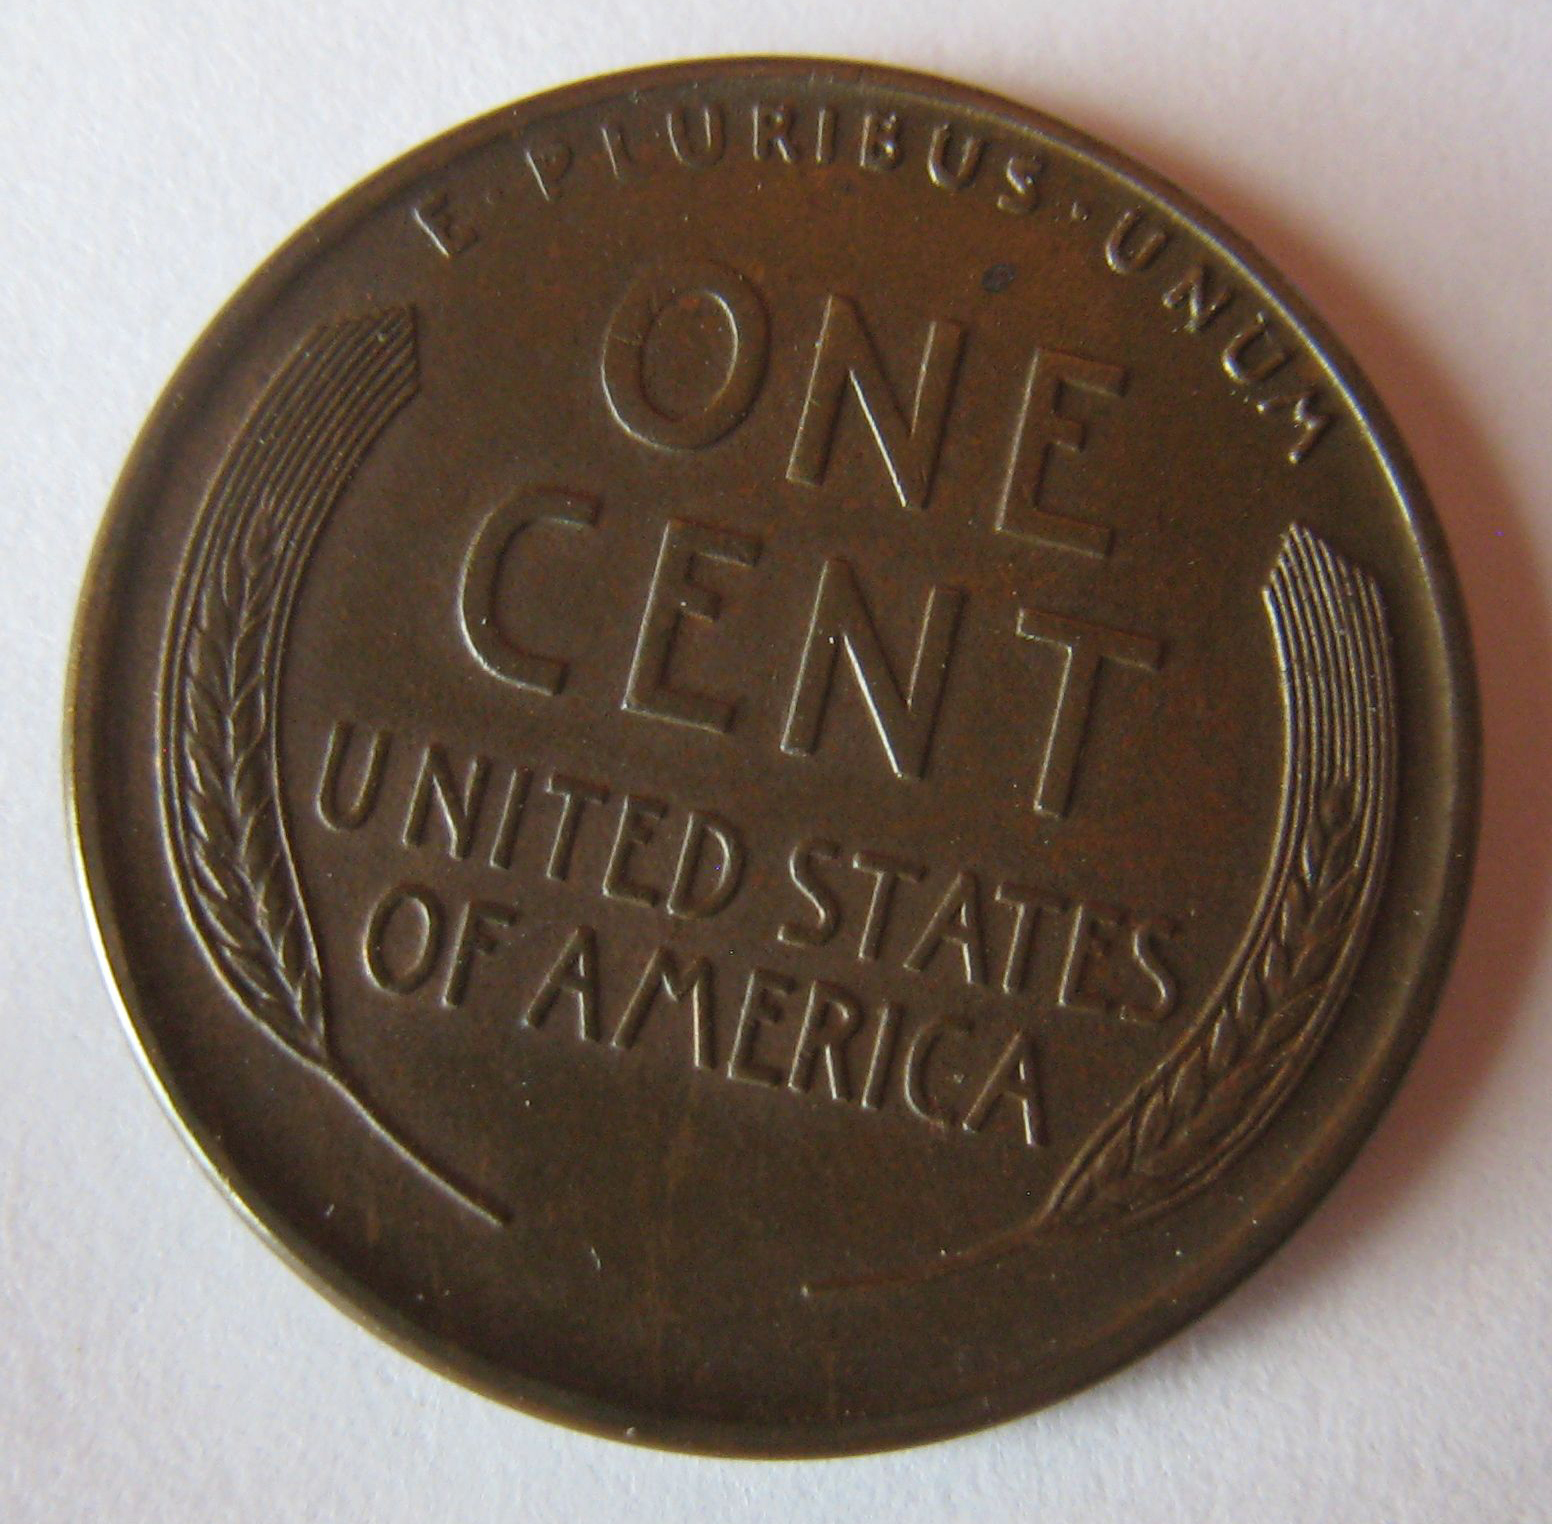 E · PLURIBUS · UNUM
ONE
CENT
UNITED STATES
OF AMERICA